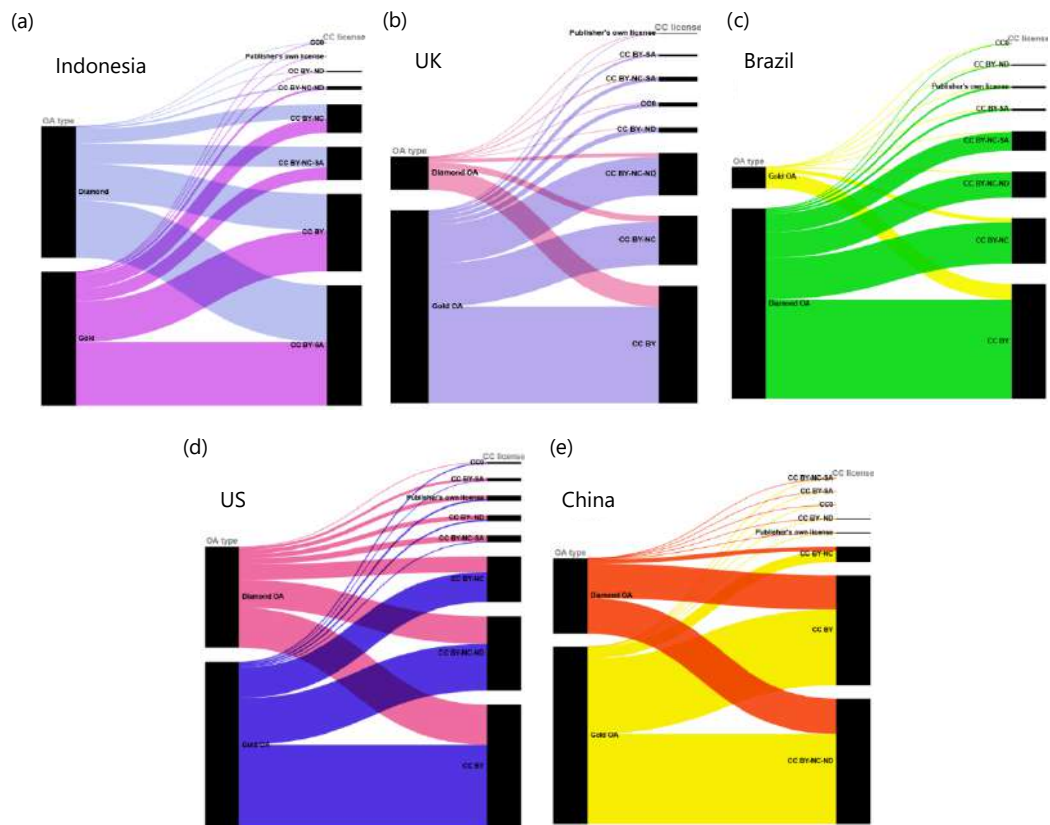 (a)
Indonesia
CC license
CC0
Publisher's own license
CC BY-ND
CC BY-NC-ND
CC BY-NC
OA type
CC BY-NC-SA
Diamond
CC BY
Gold
CC BY-SA
(b)
UK
CC license
Publisher's own license
CC BY-SA
CC BY-NC-SA
CC0
CC BY-ND
OA type
CC BY-NC-ND
Diamond OA
CC BY-NC
Gold OA
CC BY
(c)
Brazil
CC license
CC0
CC BY-ND
Publisher's own license
CC BY-SA
CC BY-NC-SA
OA type
Gold OA
CC BY-NC-ND
CC BY-NC
Diamond OA
CC BY
(d)
US
CC license
CC0
CC BY-SA
Publisher's own license
CC BY-ND
CC BY-NC-SA
OA type
CC BY-NC
Diamond OA
CC BY-NC-ND
Gold OA
CC BY
(e)
China
CC license
CC BY-NC-SA
CC BY-SA
CC0
CC BY-ND
Publisher's own license
OA type
CC BY-NC
Diamond OA
CC BY
Gold OA
CC BY-NC-ND